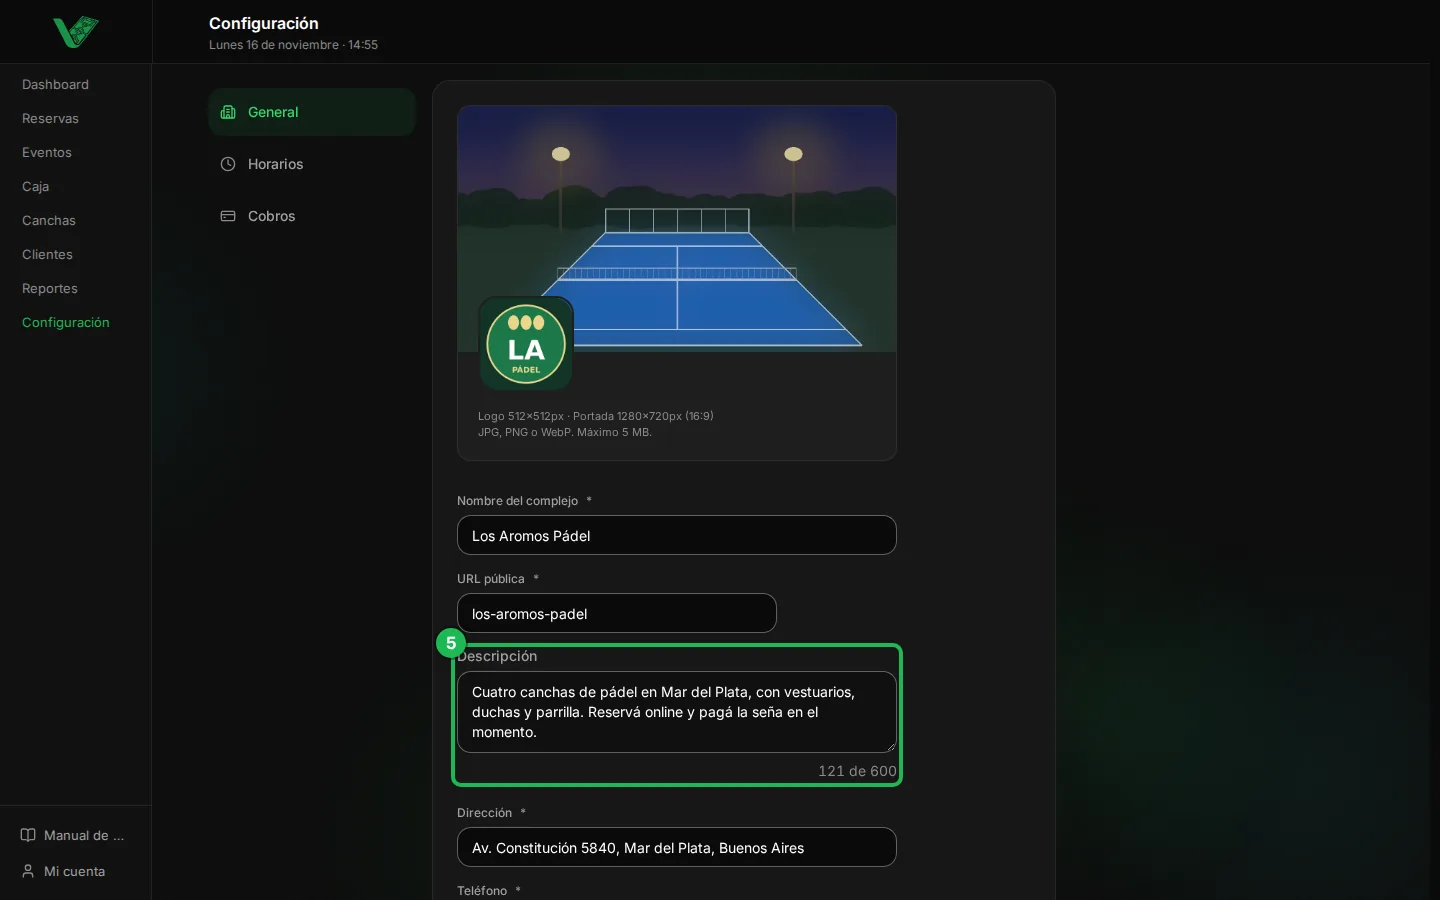 Configuración
Lunes 16 de noviembre · 14:55
Dashboard
Reservas
Eventos
Caja
Canchas
Clientes
Reportes
Configuración
Manual de ...
Mi cuenta
General
Horarios
Cobros
LA
PÁDEL
Logo 512×512px · Portada 1280×720px (16:9)
JPG, PNG o WebP. Máximo 5 MB.
Nombre del complejo *
Los Aromos Pádel
URL pública *
los-aromos-padel
5
Descripción
Cuatro canchas de pádel en Mar del Plata, con vestuarios,
duchas y parrilla. Reservá online y pagá la seña en el
momento.
121 de 600
Dirección *
Av. Constitución 5840, Mar del Plata, Buenos Aires
Teléfono *